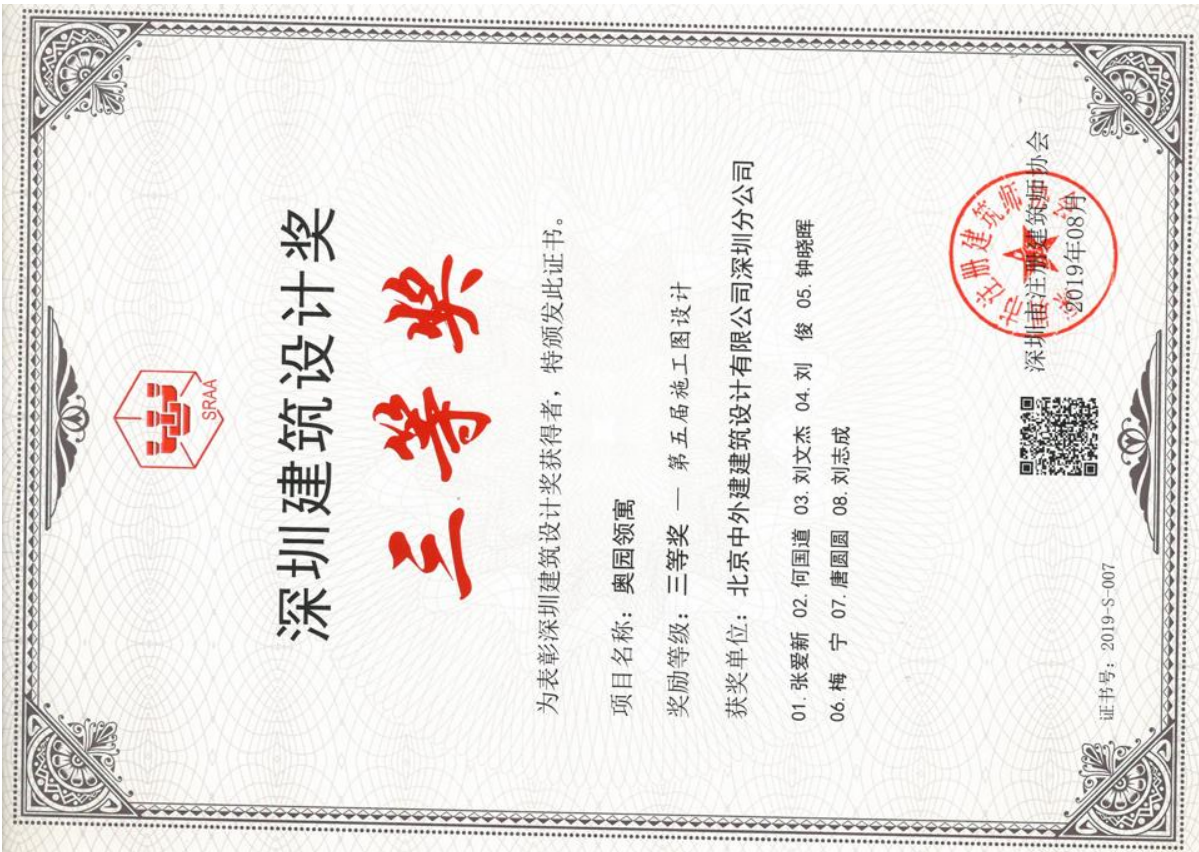 SRAA
深圳建筑设计奖
三等奖
为表彰深圳建筑设计奖获得者，特颁发此证书。
项目名称：奥园领寓
奖励等级：三等奖 — 第五届施工图设计
获奖单位：北京中外建建筑设计有限公司深圳分公司
01.张爱新 02.何国道 03.刘文杰 04.刘 俊 05.钟晓晖
06.梅 宁 07.唐圆圆 08.刘志成
深圳市注册建筑师协会
2019年08月
证书号：2019-S-007